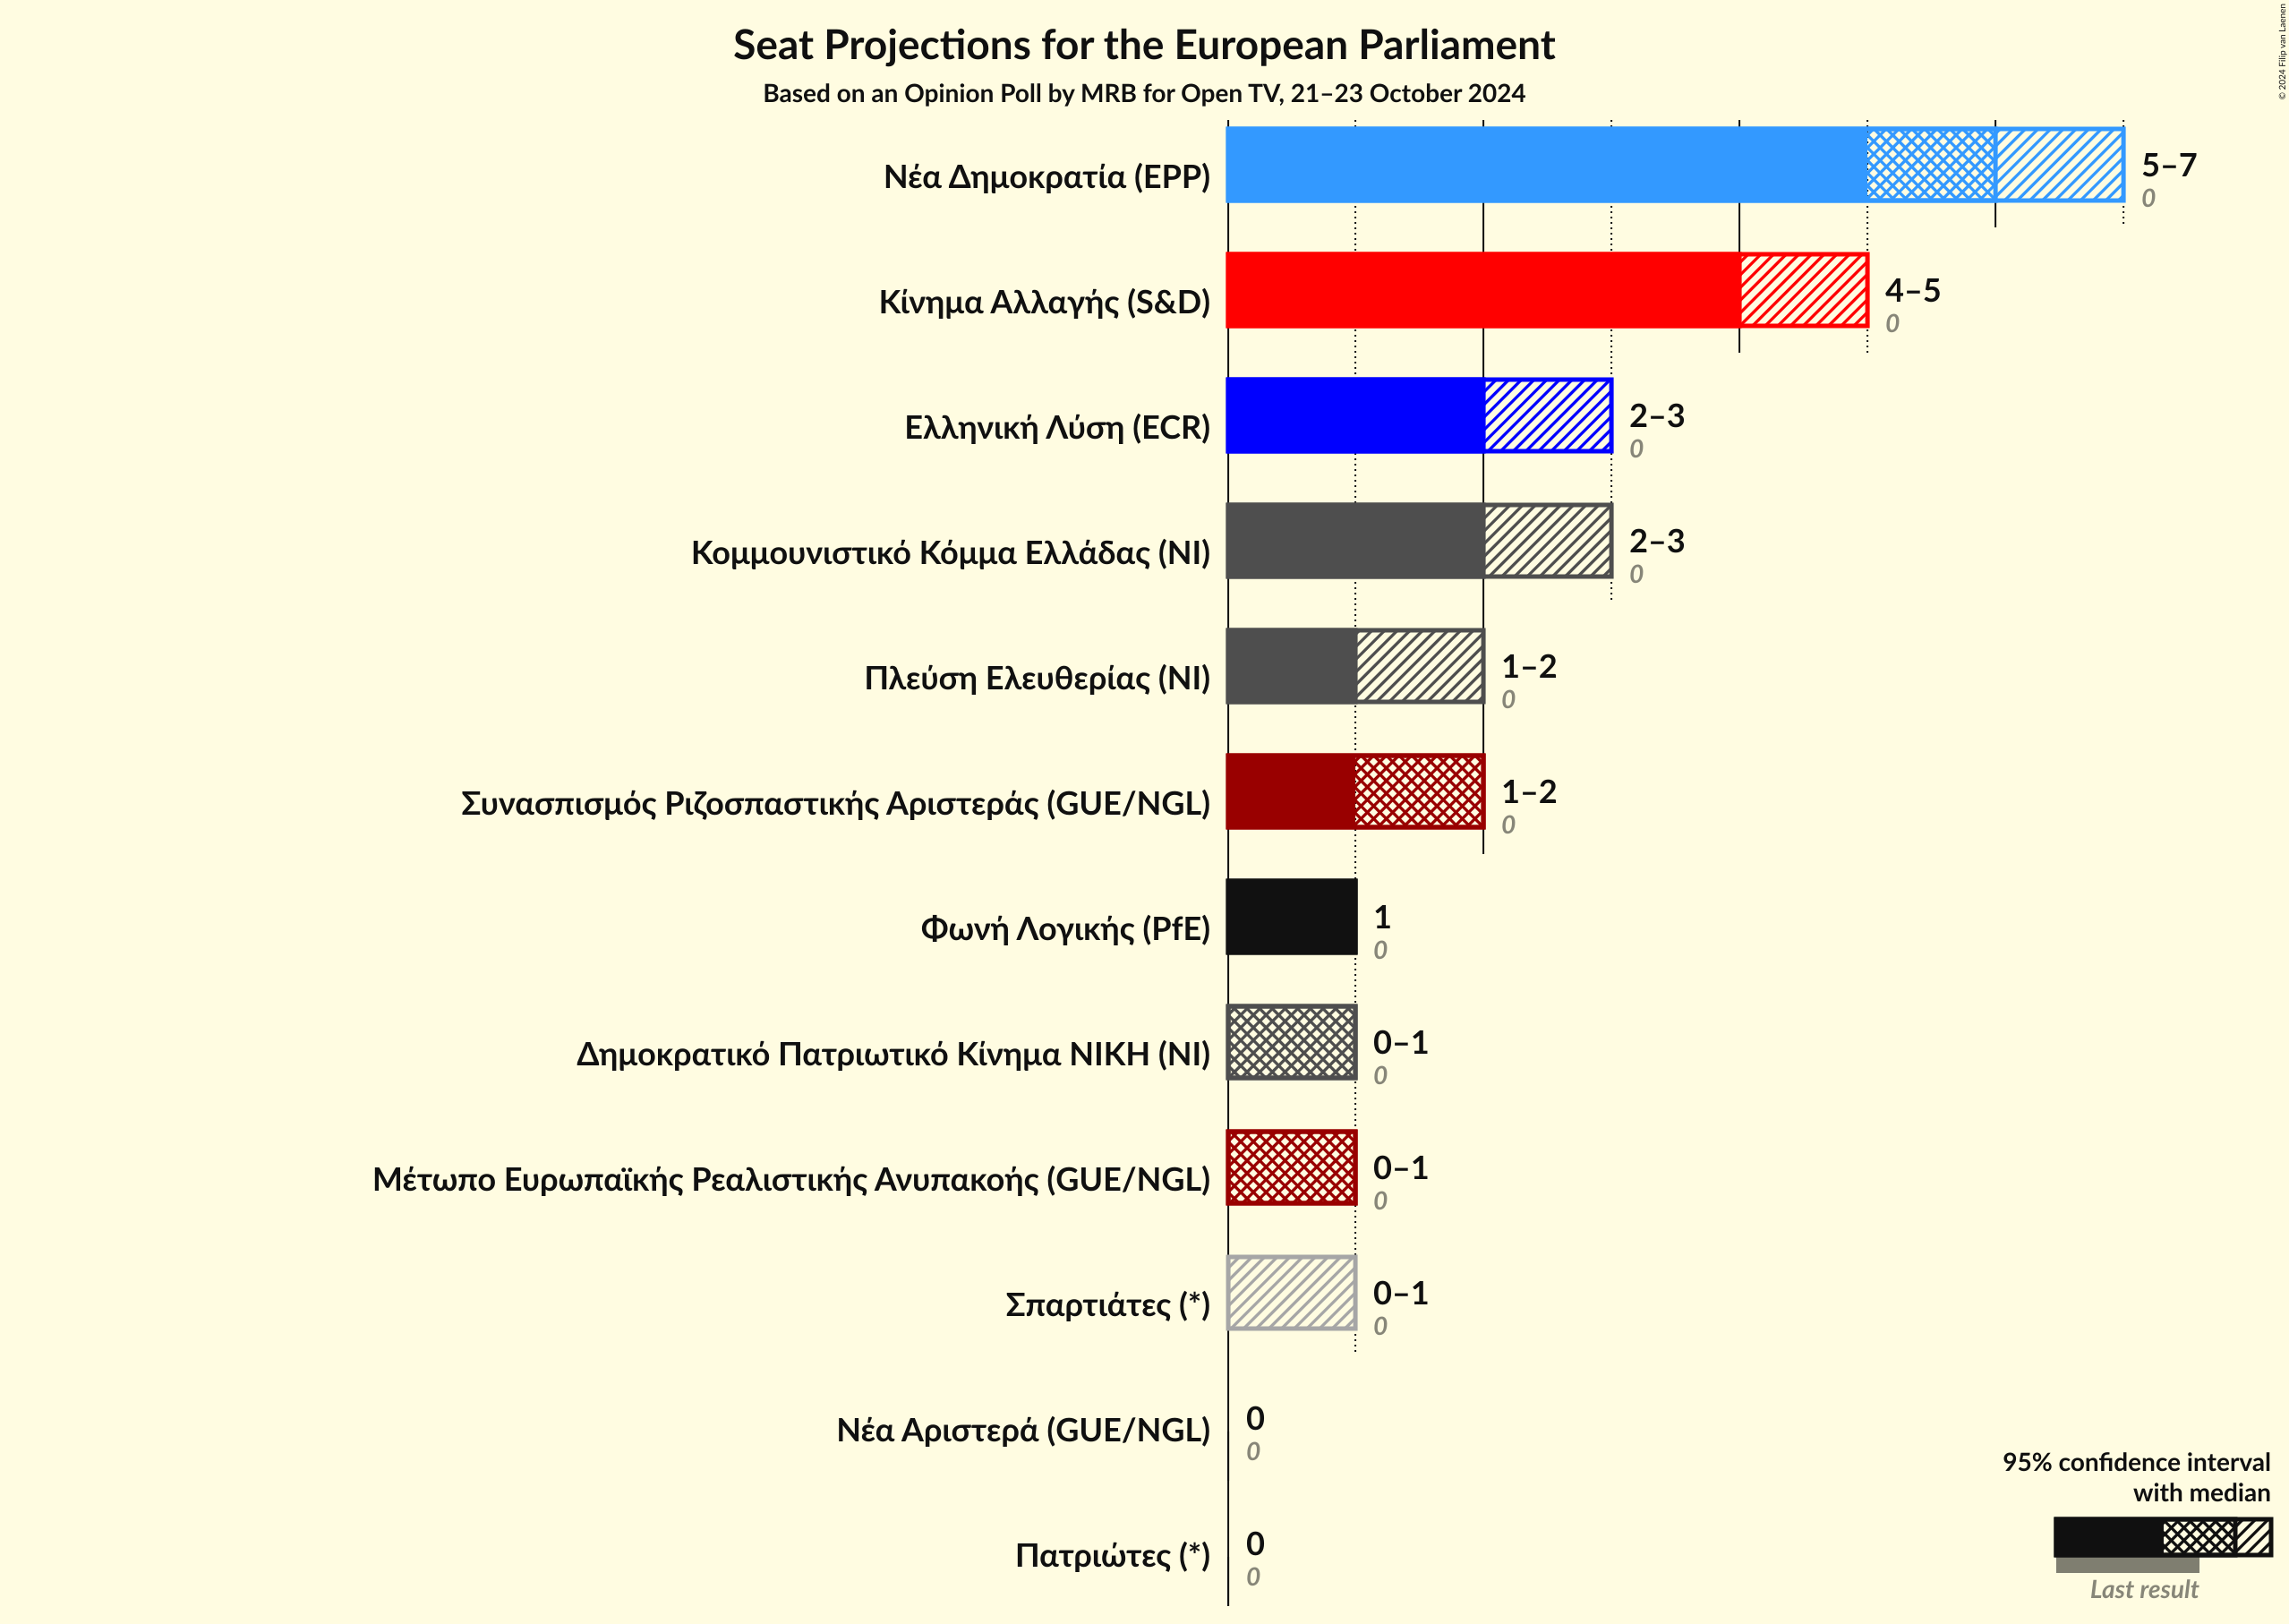 Seat Projections for the European Parliament
Based on an Opinion Poll by MRB for Open TV, 21–23 October 2024
© 2024 Filip van Laenen
Νέα Δημοκρατία (EPP)
5–7
0
Κίνημα Αλλαγής (S&D)
4–5
0
Ελληνική Λύση (ECR)
2–3
0
Κομμουνιστικό Κόμμα Ελλάδας (NI)
2–3
0
Πλεύση Ελευθερίας (NI)
1–2
0
Συνασπισμός Ριζοσπαστικής Αριστεράς (GUE/NGL)
1–2
0
Φωνή Λογικής (PfE)
1
0
Δημοκρατικό Πατριωτικό Κίνημα ΝΙΚΗ (NI)
0–1
0
Μέτωπο Ευρωπαϊκής Ρεαλιστικής Ανυπακοής (GUE/NGL)
0–1
0
Σπαρτιάτες (*)
0–1
0
Νέα Αριστερά (GUE/NGL)
0
0
Πατριώτες (*)
0
0
95% confidence interval
with median
Last result